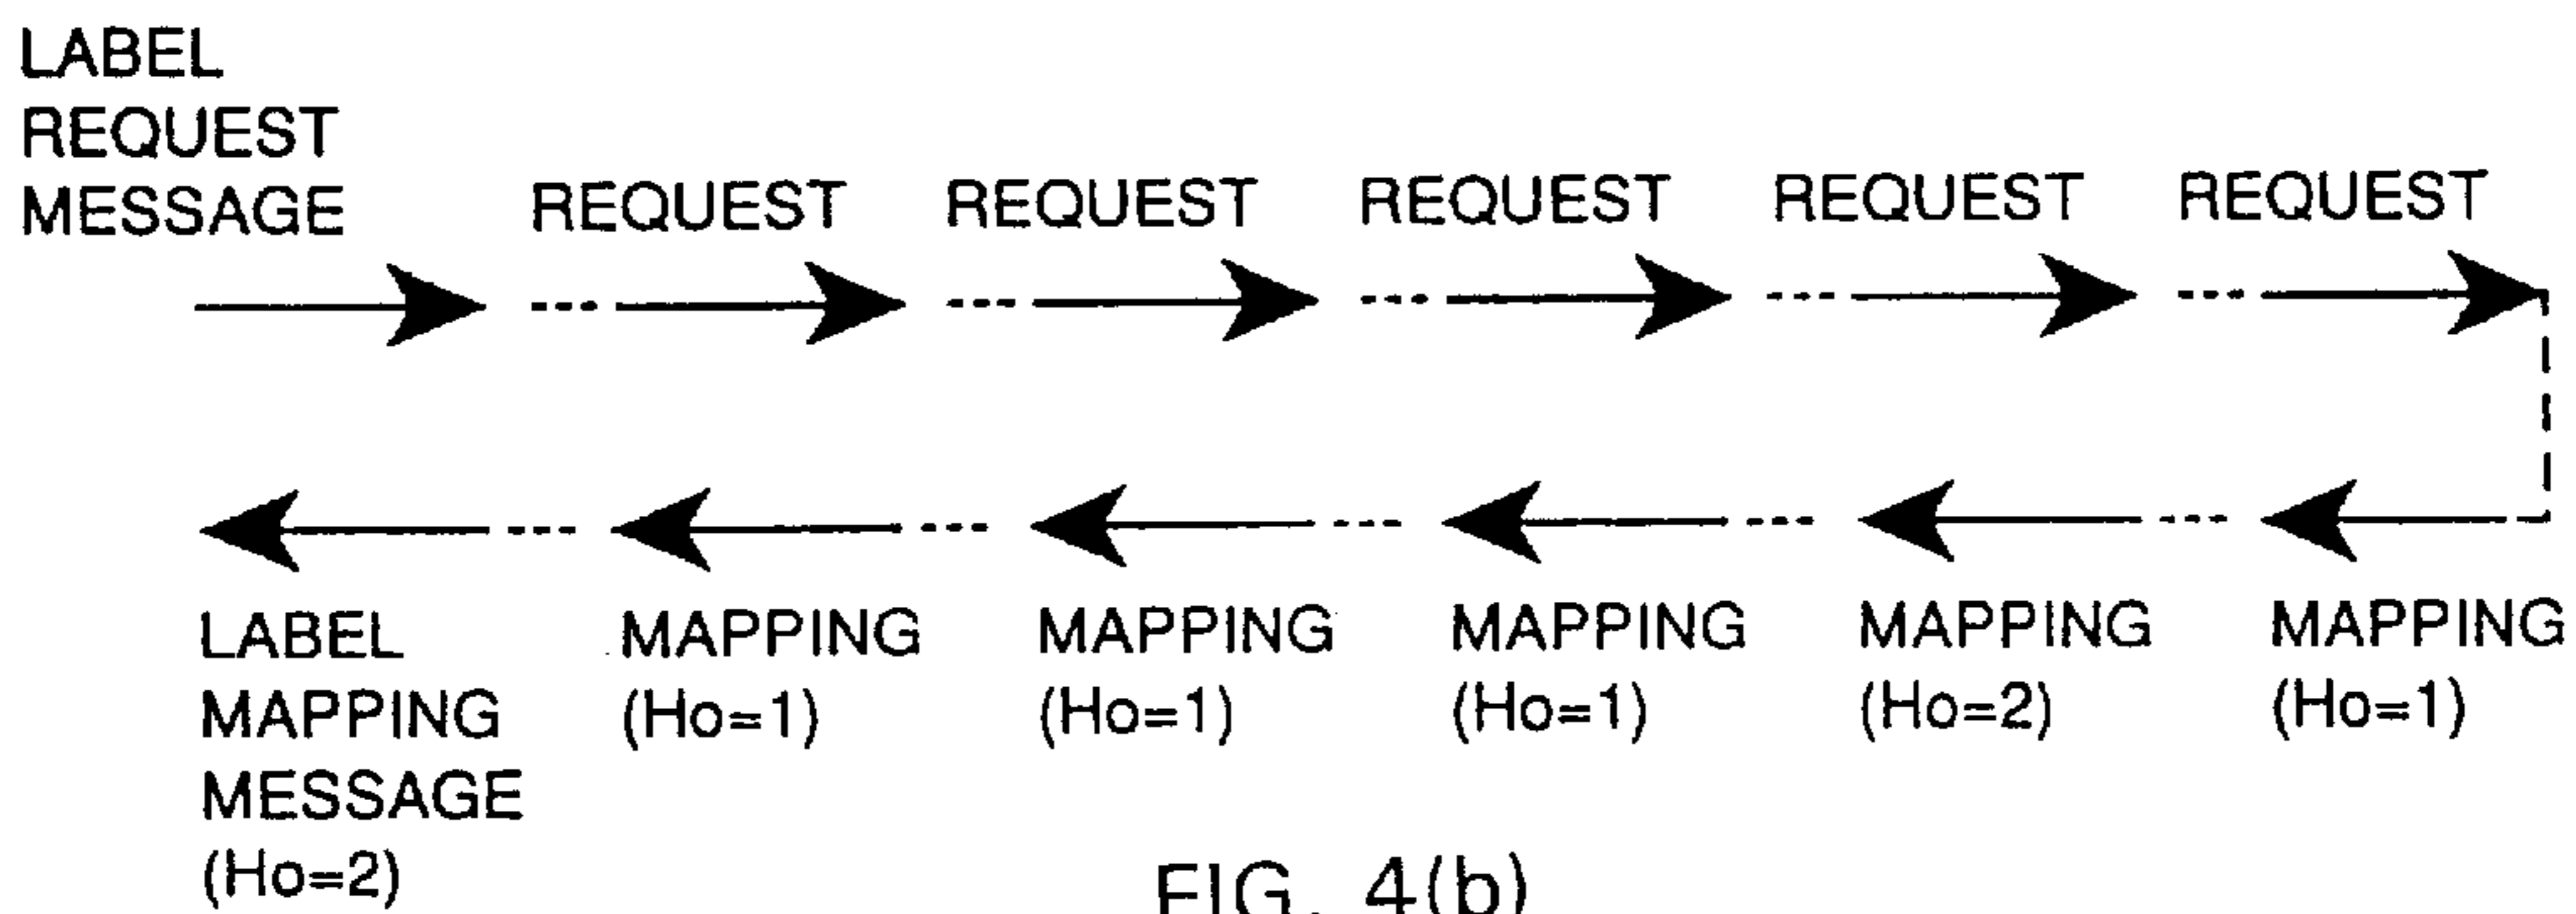 LABEL
REQUEST
MESSAGE
REQUEST
REQUEST
REQUEST
REQUEST
REQUEST
LABEL
MAPPING
MESSAGE
(Ho=2)
MAPPING
(Ho=1)
MAPPING
(Ho=1)
MAPPING
(Ho=1)
MAPPING
(Ho=2)
MAPPING
(Ho=1)
FIG. 4(b)